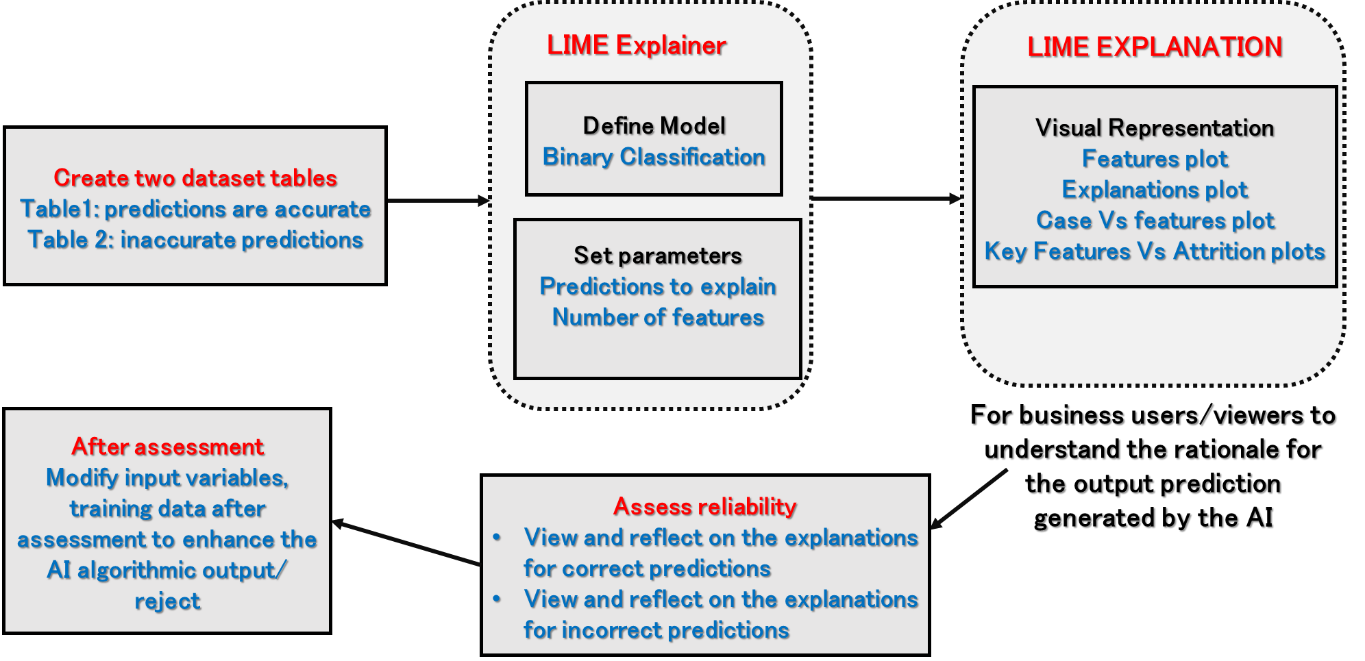 Create two dataset tables
Table1: predictions are accurate
Table 2: inaccurate predictions
LIME Explainer
Define Model
Binary Classification
Set parameters
Predictions to explain
Number of features
LIME EXPLANATION
Visual Representation
Features plot
Explanations plot
Case Vs features plot
Key Features Vs Attrition plots
For business users/viewers to
understand the rationale for
the output prediction
generated by the AI
Assess reliability
• View and reflect on the explanations
for correct predictions
• View and reflect on the explanations
for incorrect predictions
After assessment
Modify input variables,
training data after
assessment to enhance the
AI algorithmic output/
reject